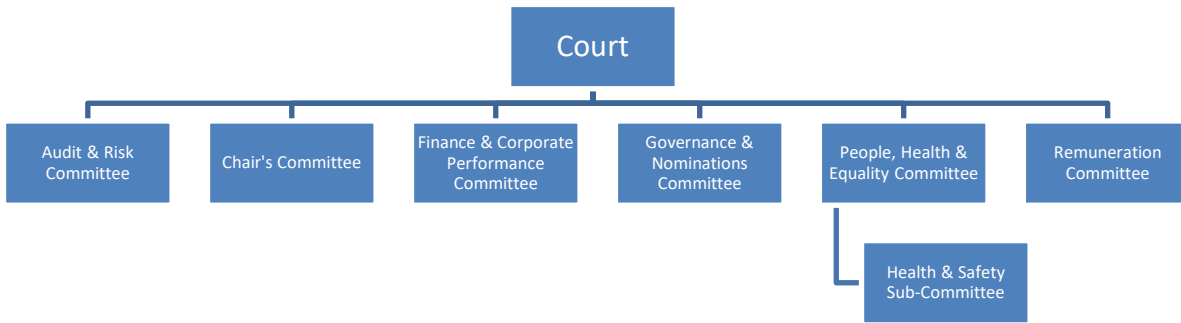 Court
Audit & Risk
Committee
Chair's Committee
Finance & Corporate
Performance
Committee
Governance &
Nominations
Committee
People, Health &
Equality Committee
Remuneration
Committee
Health & Safety
Sub-Committee